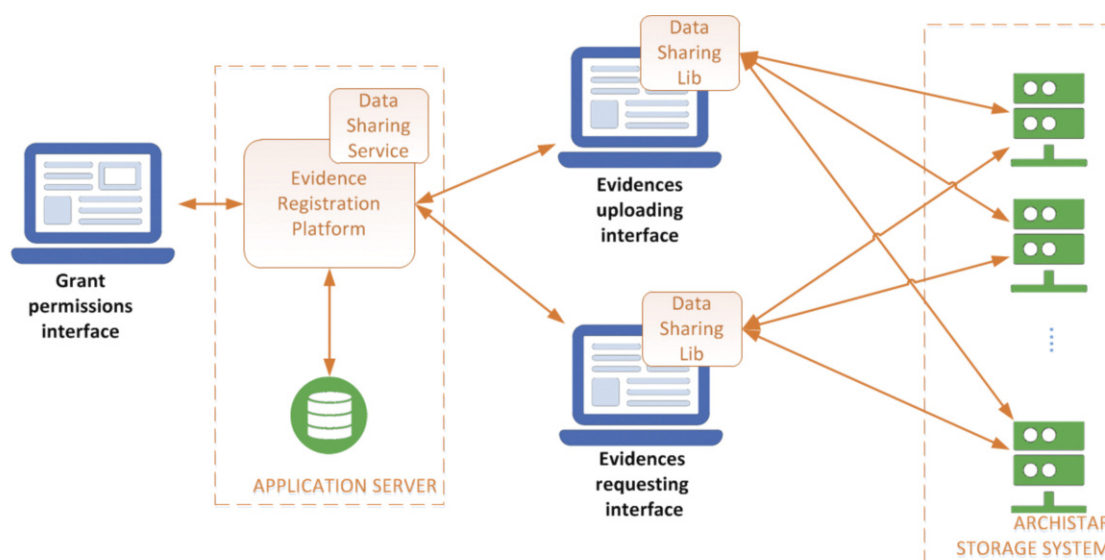 Data
Sharing
Lib
Data
Sharing
Service
Evidence
Registration
Platform
Evidences
uploading
interface
Grant
permissions
interface
Data
Sharing
Lib
Evidences
requesting
interface
APPLICATION SERVER
ARCHISTAR
STORAGE SYSTEM